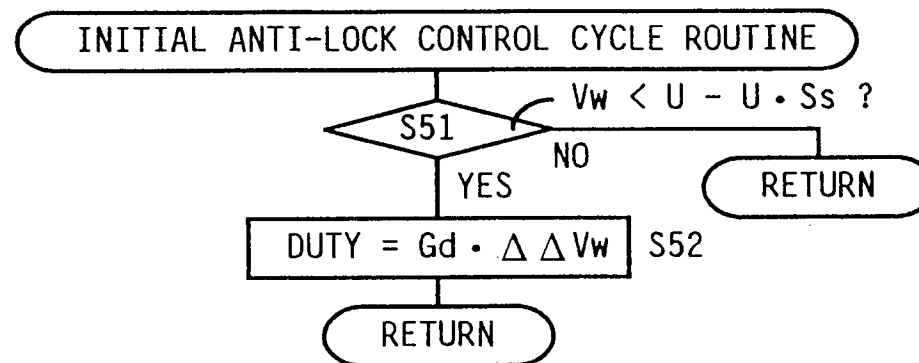 INITIAL ANTI-LOCK CONTROL CYCLE ROUTINE
Vw < U - U · Ss ?
S51
NO
YES
RETURN
DUTY = Gd · Δ Δ Vw
S52
RETURN